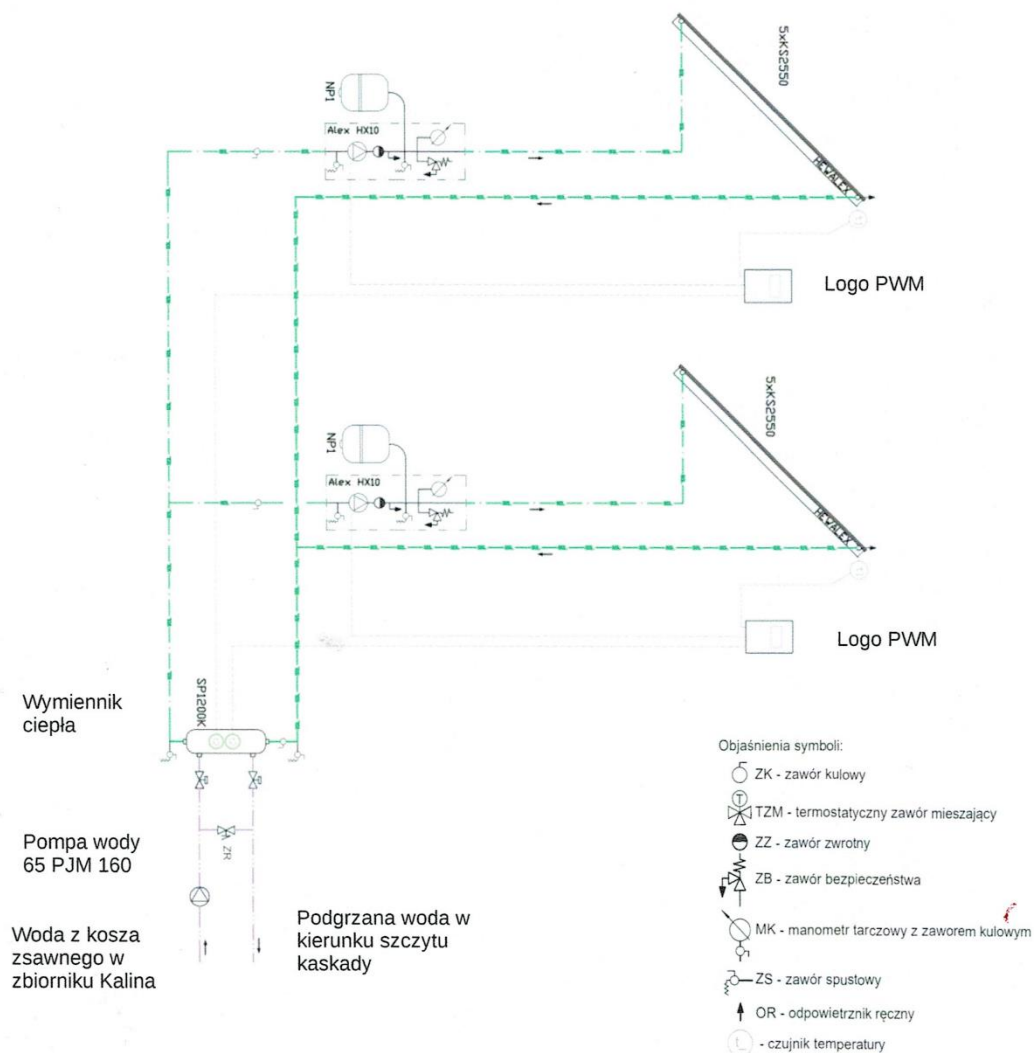 5xKS2550
NP1
Alex HX10
HEWALEX
Logo PWM
5xKS2550
NP1
Alex HX10
HEWALEX
Logo PWM
Wymiennik
ciepła
SP1200K
Pompa wody
65 PJM 160
ZR
Woda z kosza
zsawnego w
zbiorniku Kalina
Podgrzana woda w
kierunku szczytu
kaskady
Objaśnienia symboli:
ZK - zawór kulowy
T
TZM - termostatyczny zawór mieszający
ZZ - zawór zwrotny
ZB - zawór bezpieczeństwa
MK - manometr tarczowy z zaworem kulowym
ZS - zawór spustowy
OR - odpowietrznik ręczny
- czujnik temperatury